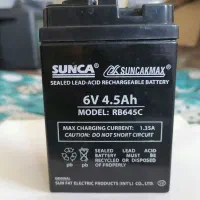 SUNCA SUNCAKMAX®
SEALED LEAD-ACID RECHARGEABLE BATTERY
6V 4.5Ah
MODEL: RB645C
MAX CHARGING CURRENT: 1.35A
CAUTION: DO NOT SHORT CIRCUIT
Pb
SEALED LEAD ACID BATTERY
MUST BE RECYCLED OR
DISPOSED OF PROPERLY
SUN FAT ELECTRIC PRODUCTS (INT'L) CO., LTD.